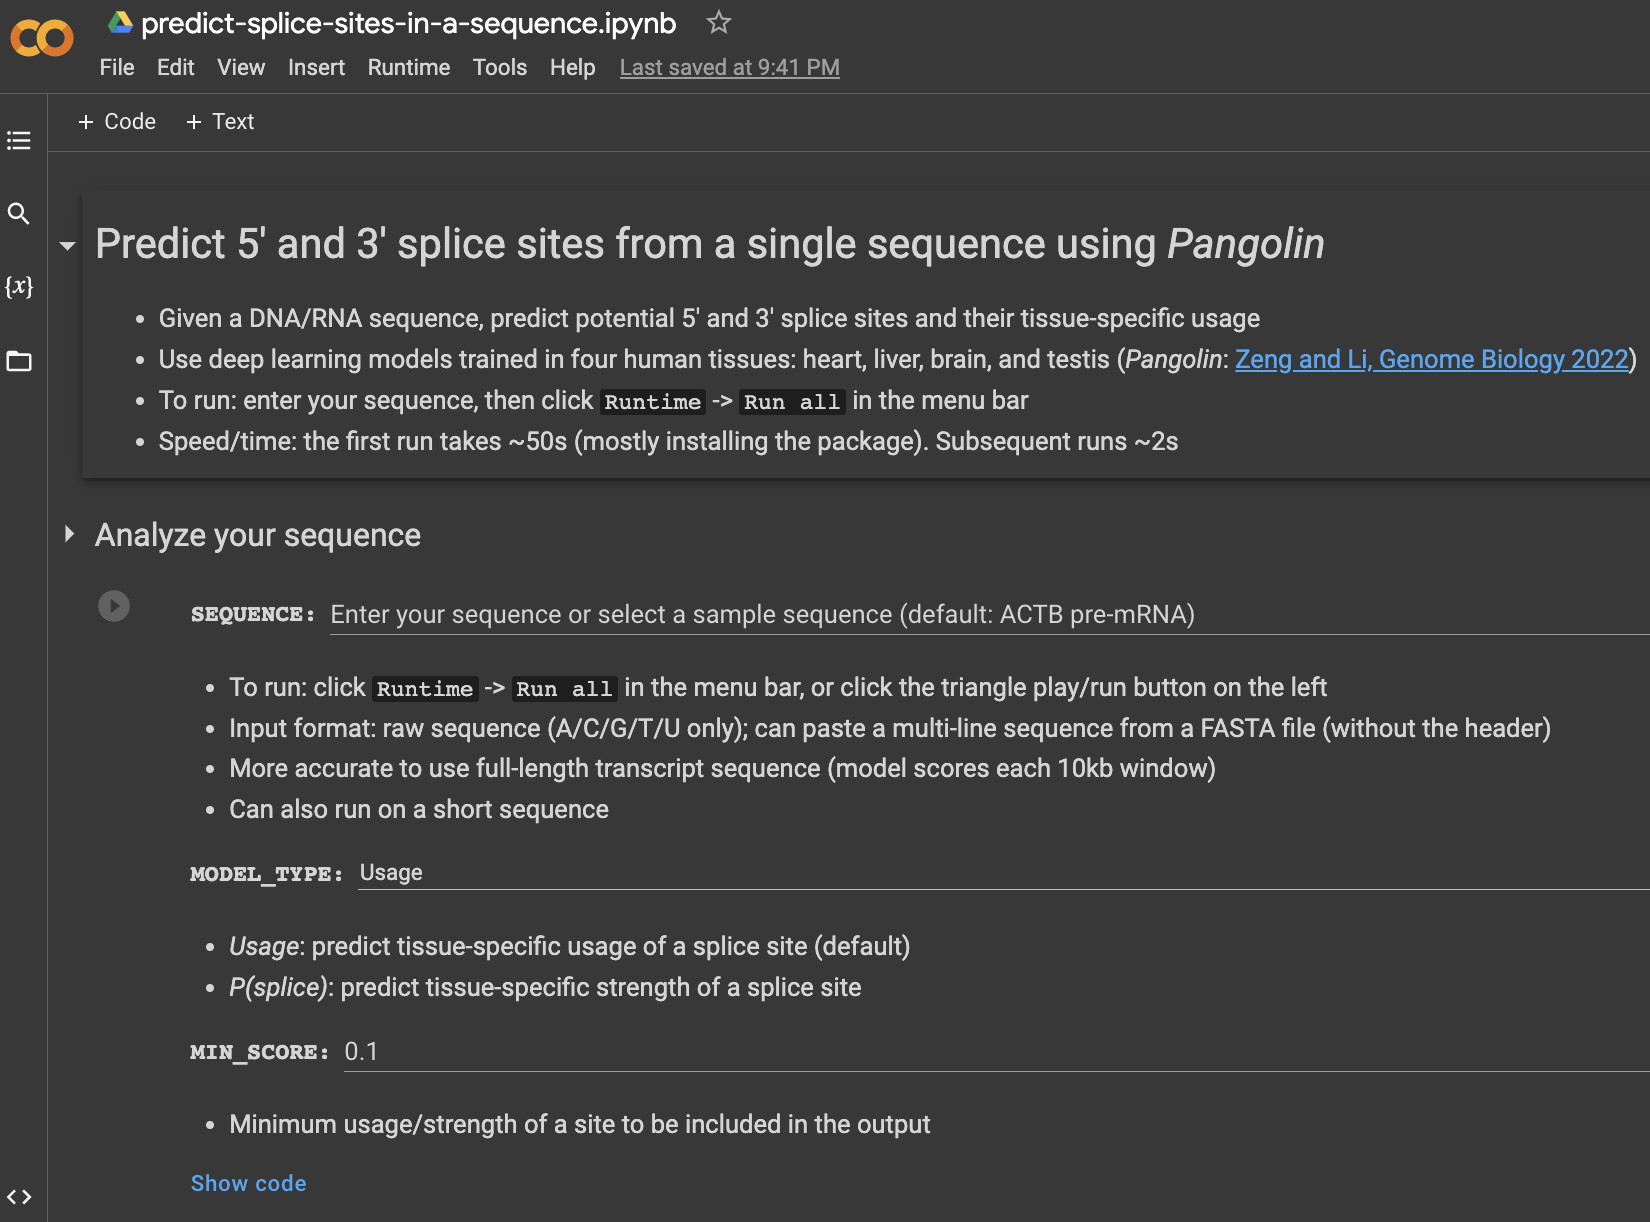 predict-splice-sites-in-a-sequence.ipynb
File Edit View Insert Runtime Tools Help Last saved at 9:41 PM
+ Code + Text
Predict 5' and 3' splice sites from a single sequence using Pangolin
{x}
• Given a DNA/RNA sequence, predict potential 5' and 3' splice sites and their tissue-specific usage
• Use deep learning models trained in four human tissues: heart, liver, brain, and testis (Pangolin: Zeng and Li, Genome Biology 2022)
• To run: enter your sequence, then click Runtime -> Run all in the menu bar
• Speed/time: the first run takes ~50s (mostly installing the package). Subsequent runs ~2s
Analyze your sequence
SEQUENCE: Enter your sequence or select a sample sequence (default: ACTB pre-mRNA)
• To run: click Runtime -> Run all in the menu bar, or click the triangle play/run button on the left
• Input format: raw sequence (A/C/G/T/U only); can paste a multi-line sequence from a FASTA file (without the header)
• More accurate to use full-length transcript sequence (model scores each 10kb window)
• Can also run on a short sequence
MODEL_TYPE: Usage
• Usage: predict tissue-specific usage of a splice site (default)
• P(splice): predict tissue-specific strength of a splice site
MIN_SCORE: 0.1
• Minimum usage/strength of a site to be included in the output
Show code